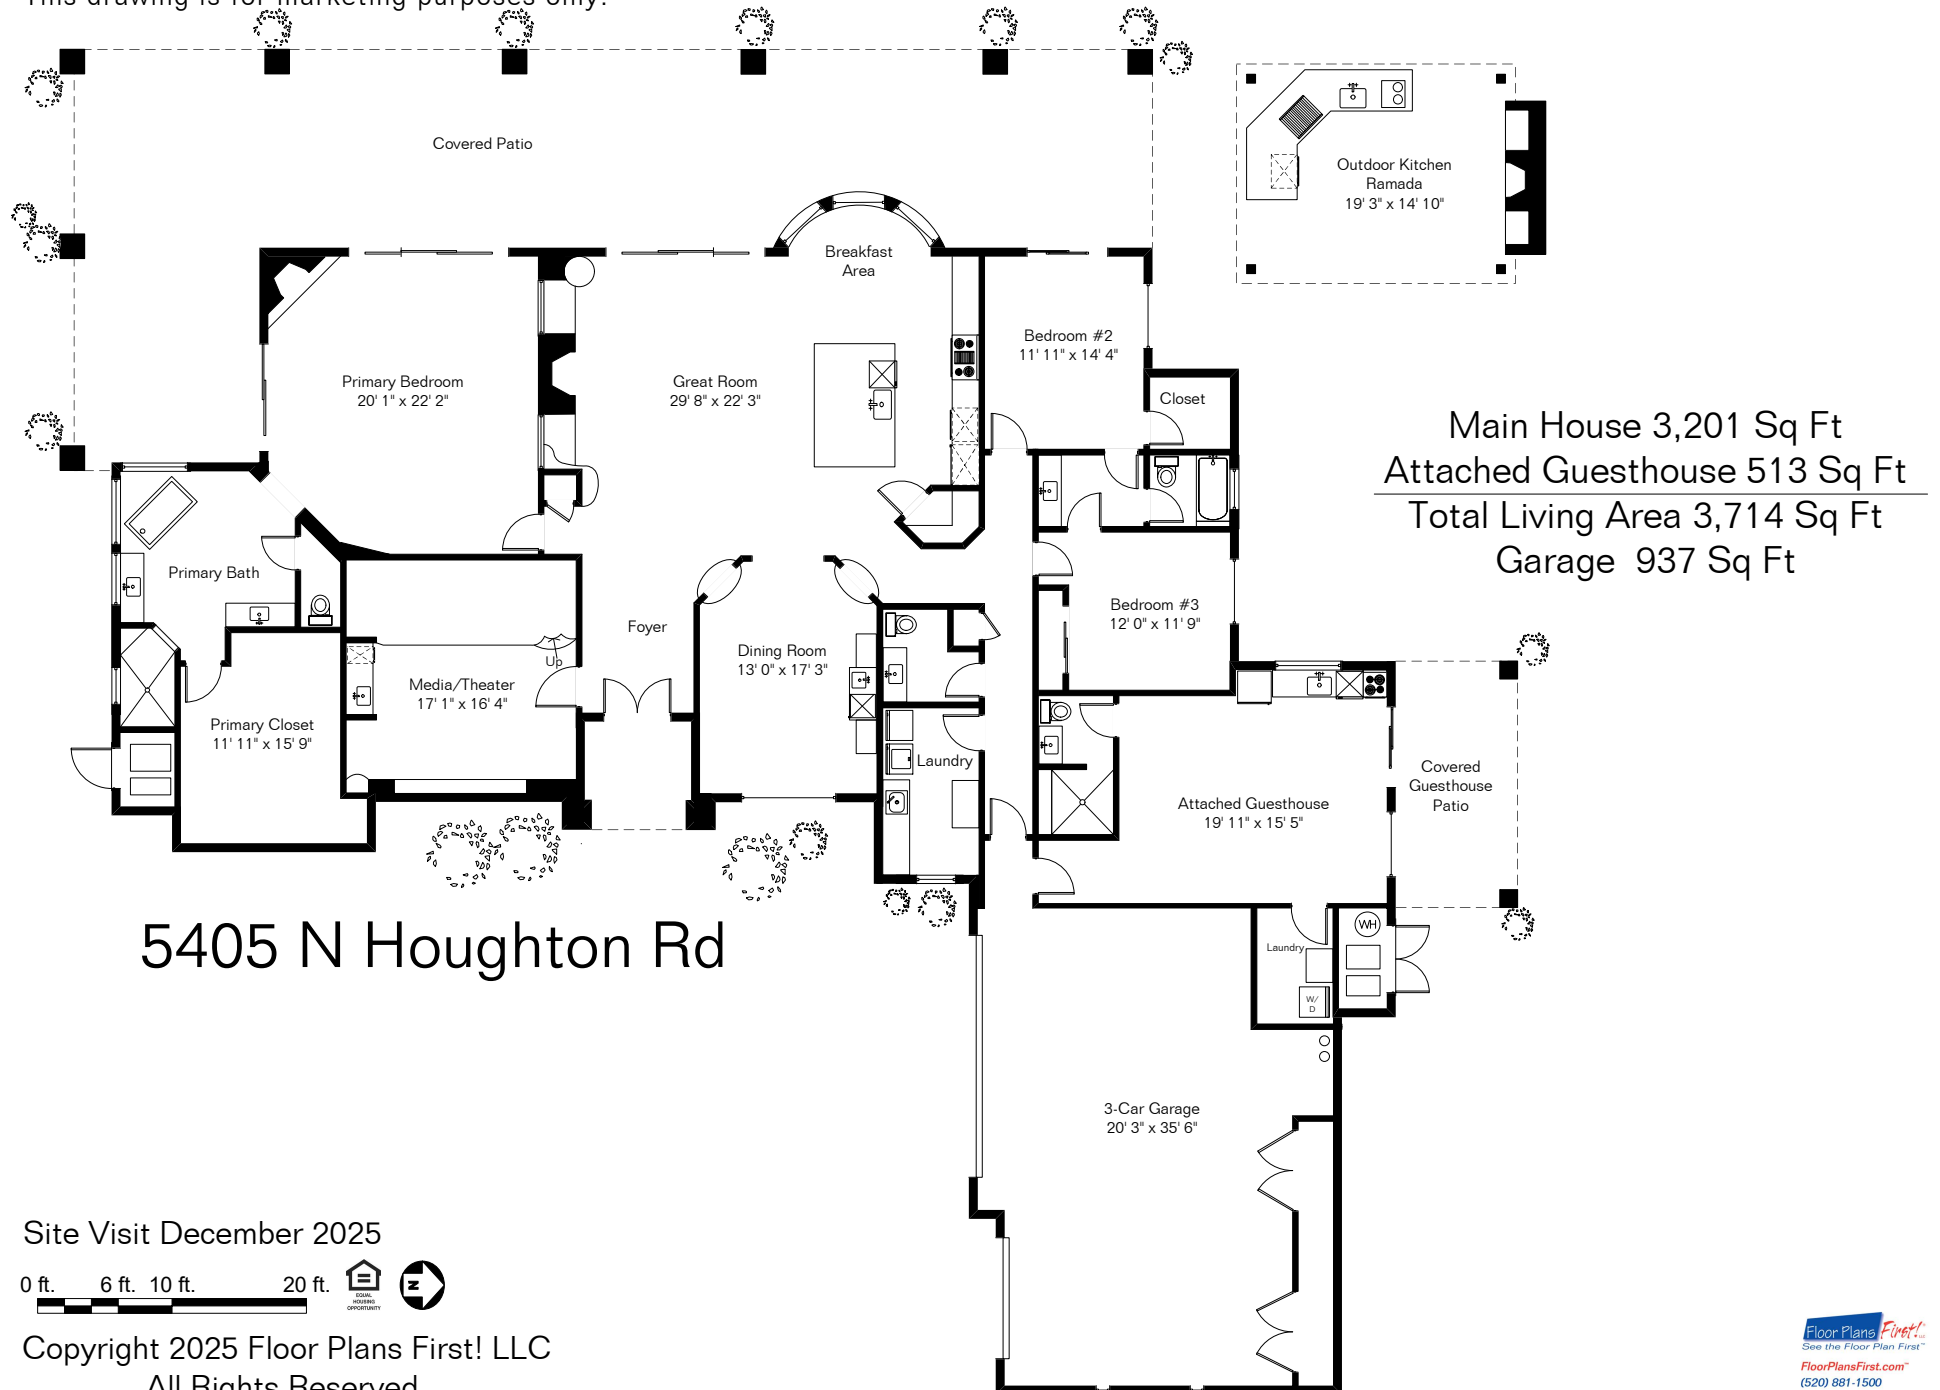 This drawing is for marketing purposes only.
Covered Patio
Outdoor Kitchen
Ramada
19' 3" x 14' 10"
Breakfast
Area
Bedroom #2
11' 11" x 14' 4"
Primary Bedroom
20' 1" x 22' 2"
Great Room
29' 8" x 22' 3"
Closet
Main House 3,201 Sq Ft
Attached Guesthouse 513 Sq Ft
Total Living Area 3,714 Sq Ft
Garage 937 Sq Ft
Primary Bath
Bedroom #3
12' 0" x 11' 9"
Foyer
Dining Room
13' 0" x 17' 3"
Up
Media/Theater
17' 1" x 16' 4"
Primary Closet
11' 11" x 15' 9"
Laundry
Covered
Guesthouse
Patio
Attached Guesthouse
19' 11" x 15' 5"
WH
Laundry
W/
D
5405 N Houghton Rd
3-Car Garage
20' 3" x 35' 6"
Site Visit December 2025
0 ft. 6 ft. 10 ft. 20 ft.
EQUAL
HOUSING
OPPORTUNITY
N
Copyright 2025 Floor Plans First! LLC
All Rights Reserved
Floor Plans First! LLC
See the Floor Plan First™
FloorPlansFirst.com™
(520) 881-1500